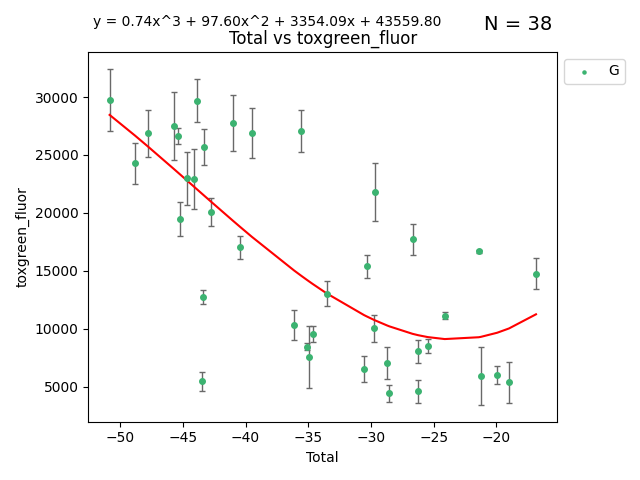 y = 0.74x^3 + 97.60x^2 + 3354.09x + 43559.80
N = 38
Total vs toxgreen_fluor
G
30000
25000
20000
15000
10000
5000
toxgreen_fluor
−50 −45 −40 −35 −30 −25 −20
Total